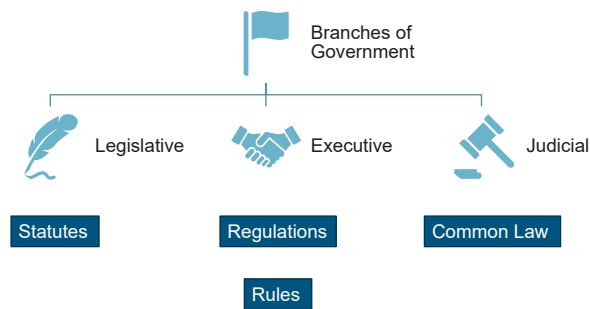 Branches of
Government
Legislative
Executive
Judicial
Statutes
Regulations
Common Law
Rules